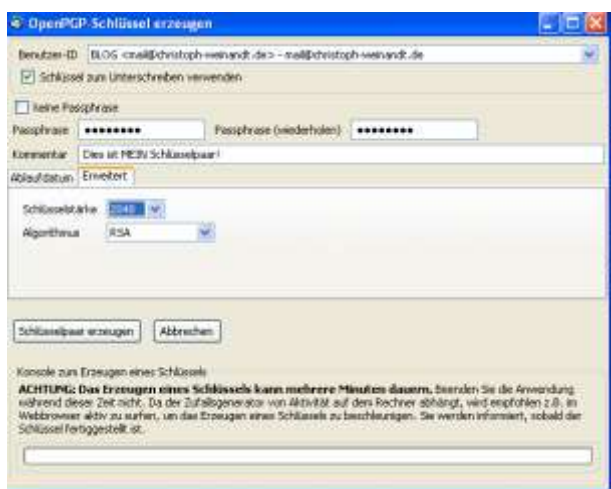 OpenPGP-Schlüssel erzeugen
Benutzer-ID BLOG <mail@christoph-weinandt.de> - mail@christoph-weinandt.de
Schlüssel zum Unterschreiben verwenden
keine Passphrase
Passphrase ●●●●●●●● Passphrase (wiederholen) ●●●●●●●●
Kommentar Dies ist MEIN Schlüsselpaar!
Ablaufdatum Erweitert
Schlüsselstärke 2048
Algorithmus RSA
Schlüsselpaar erzeugen Abbrechen
Konsole zum Erzeugen eines Schlüssels
ACHTUNG: Das Erzeugen eines Schlüssels kann mehrere Minuten dauern. Beenden Sie die Anwendung
während dieser Zeit nicht. Da der Zufallsgenerator von Aktivität auf dem Rechner abhängt, wird empfohlen z.B. im
Webbrowser aktiv zu surfen, um das Erzeugen eines Schlüssels zu beschleunigen. Sie werden informiert, sobald der
Schlüssel fertiggestellt ist.